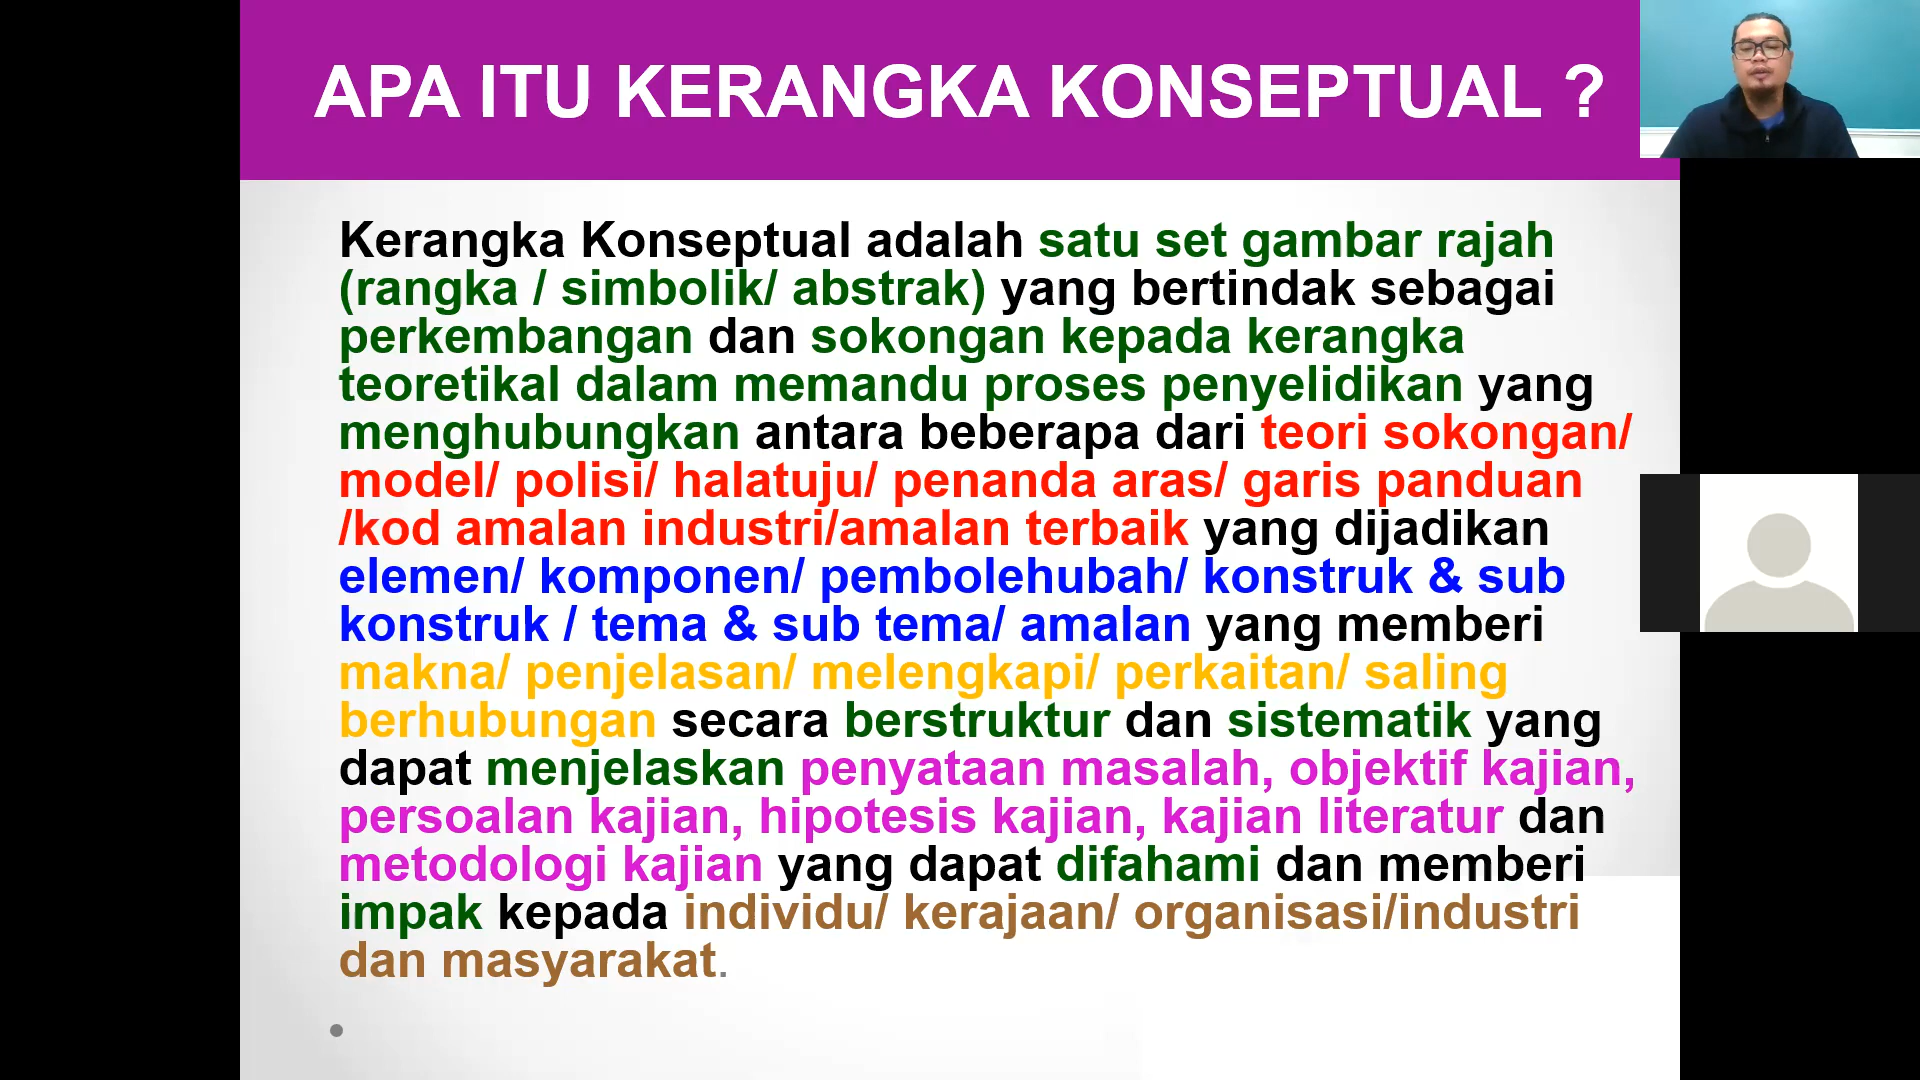 APA ITU KERANGKA KONSEPTUAL ?
Kerangka Konseptual adalah satu set gambar rajah
(rangka / simbolik/ abstrak) yang bertindak sebagai
perkembangan dan sokongan kepada kerangka
teoretikal dalam memandu proses penyelidikan yang
menghubungkan antara beberapa dari teori sokongan/
model/ polisi/ halatuju/ penanda aras/ garis panduan
/kod amalan industri/amalan terbaik yang dijadikan
elemen/ komponen/ pembolehubah/ konstruk & sub
konstruk / tema & sub tema/ amalan yang memberi
makna/ penjelasan/ melengkapi/ perkaitan/ saling
berhubungan secara berstruktur dan sistematik yang
dapat menjelaskan penyataan masalah, objektif kajian,
persoalan kajian, hipotesis kajian, kajian literatur dan
metodologi kajian yang dapat difahami dan memberi
impak kepada individu/ kerajaan/ organisasi/industri
dan masyarakat.